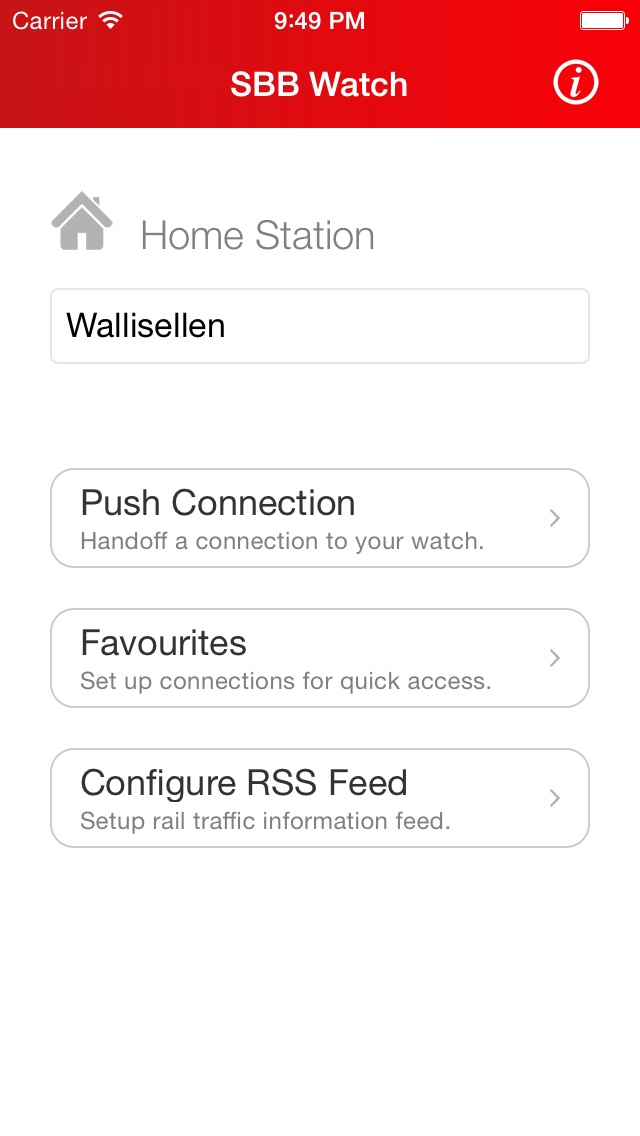 Carrier 9:49 PM
SBB Watch
i
Home Station
Wallisellen
Push Connection
Handoff a connection to your watch.
Favourites
Set up connections for quick access.
Configure RSS Feed
Setup rail traffic information feed.